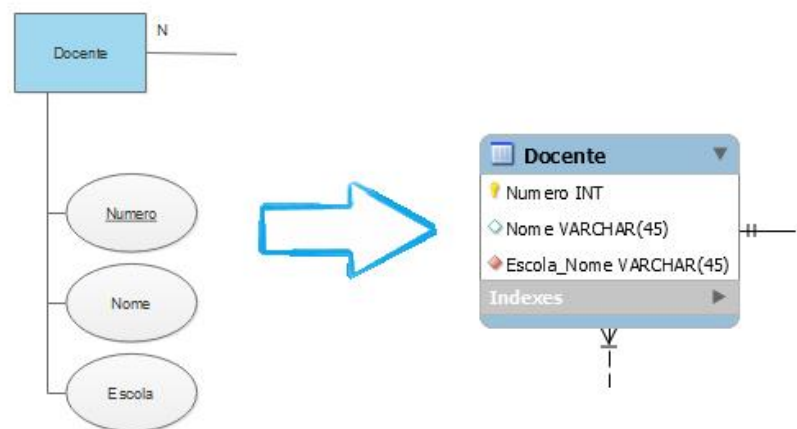 N
Docente
Numero
Nome
Escola
Docente
Numero INT
Nome VARCHAR(45)
Escola_Nome VARCHAR(45)
Indexes